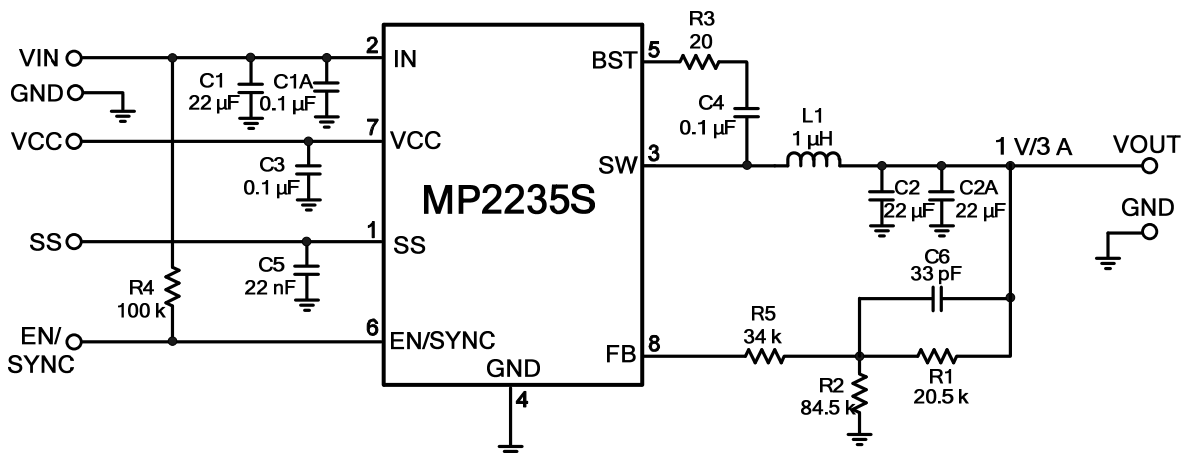 VIN
GND
VCC
SS
EN/
SYNC
C1
22 µF
C1A
0.1 µF
C3
0.1 µF
C5
22 nF
R4
100 k
2
7
1
6
4
5
3
8
IN
VCC
SS
EN/SYNC
GND
BST
SW
FB
MP2235S
R3
20
C4
0.1 µF
L1
1 µH
1 V/3 A
VOUT
GND
C2
22 µF
C2A
22 µF
C6
33 pF
R5
34 k
R2
84.5 k
R1
20.5 k